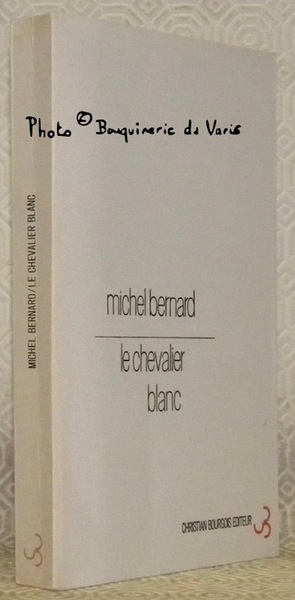 Photo © Bouquinerie du Varis
MICHEL BERNARD/LE CHEVALIER BLANC
michel bernard
le chevalier
blanc
CHRISTIAN BOURGOIS EDITEUR